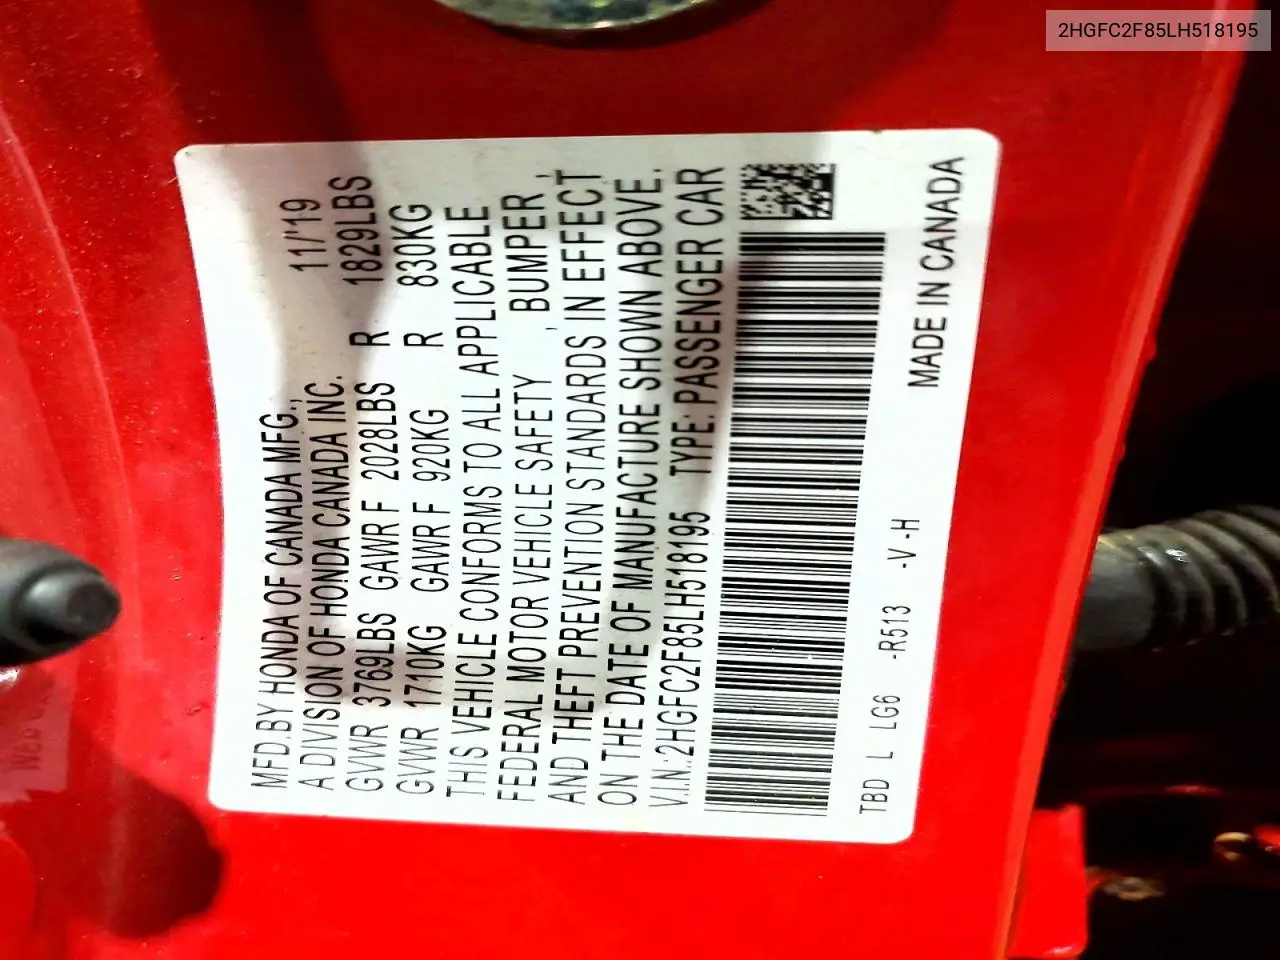 2HGFC2F85LH518195
MFD.BY HONDA OF CANADA MFG.,
A DIVISION OF HONDA CANADA INC. 11/'19
GVWR 3769LBS GAWR F 2028LBS R 1829LBS
GVWR 1710KG GAWR F 920KG R 830KG
THIS VEHICLE CONFORMS TO ALL APPLICABLE
FEDERAL MOTOR VEHICLE SAFETY , BUMPER ,
AND THEFT PREVENTION STANDARDS IN EFFECT
ON THE DATE OF MANUFACTURE SHOWN ABOVE.
V.I.N.:2HGFC2F85LH518195 TYPE: PASSENGER CAR
TBD L LG6 -R513 -V-H MADE IN CANADA